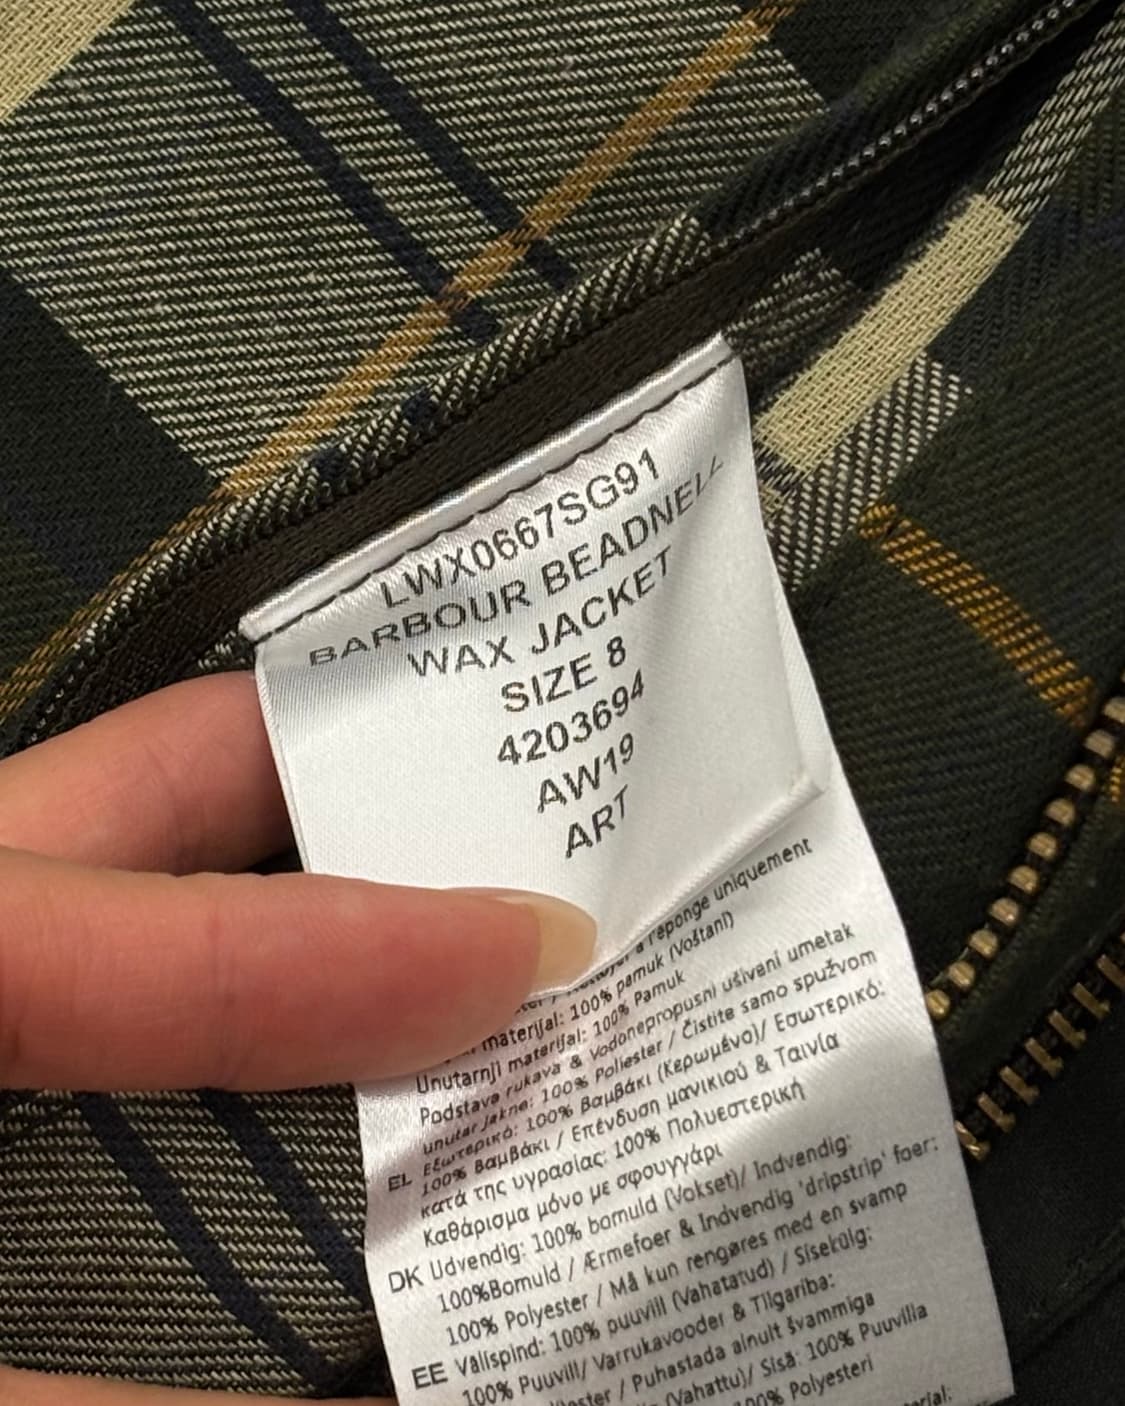 LWX0667SG91
BARBOUR BEADNELL
WAX JACKET
SIZE 8
4203694
AW19
ART
réponge uniquement
materijal: 100% pamuk (Voštani)
Unutarnji materijal: 100% Pamuk
Podstava rukava & Vodonepropusni ušiveni umetak
unutar jakne: 100% Poliester / Čistite samo spužvom
EL Εξωτερικό: 100% Βαμβάκι (Κερωμένο)/ Εσωτερικό:
100% Βαμβάκι / Επένδυση μανικιού & Ταινία
κατά της υγρασίας: 100% Πολυεστερική
Καθάρισμα μόνο με σφουγγάρι
DK Udvendig: 100% bomuld (Vokset)/ Indvendig:
100%Bomuld / Ærmefoer & Indvendig 'dripstrip' foer:
100% Polyester / Må kun rengøres med en svamp
EE Välispind: 100% puuvill (Vahatatud) / Sisekülg:
100% Puuvill/ Varrukavooder & Tilgariba:
/ Puhastada ainult švammiga
(Vahattu)/ Sisä: 100% Puuvilla
Polyesteri